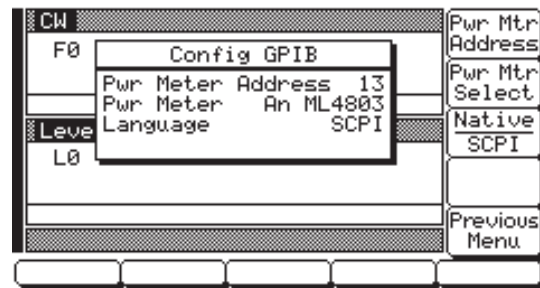 CW
F0
Config GPIB
Pwr Meter Address 13
Pwr Meter An ML4803
Language SCPI
Leve
L0
Pwr Mtr
Address
Pwr Mtr
Select
Native
SCPI
Previous
Menu